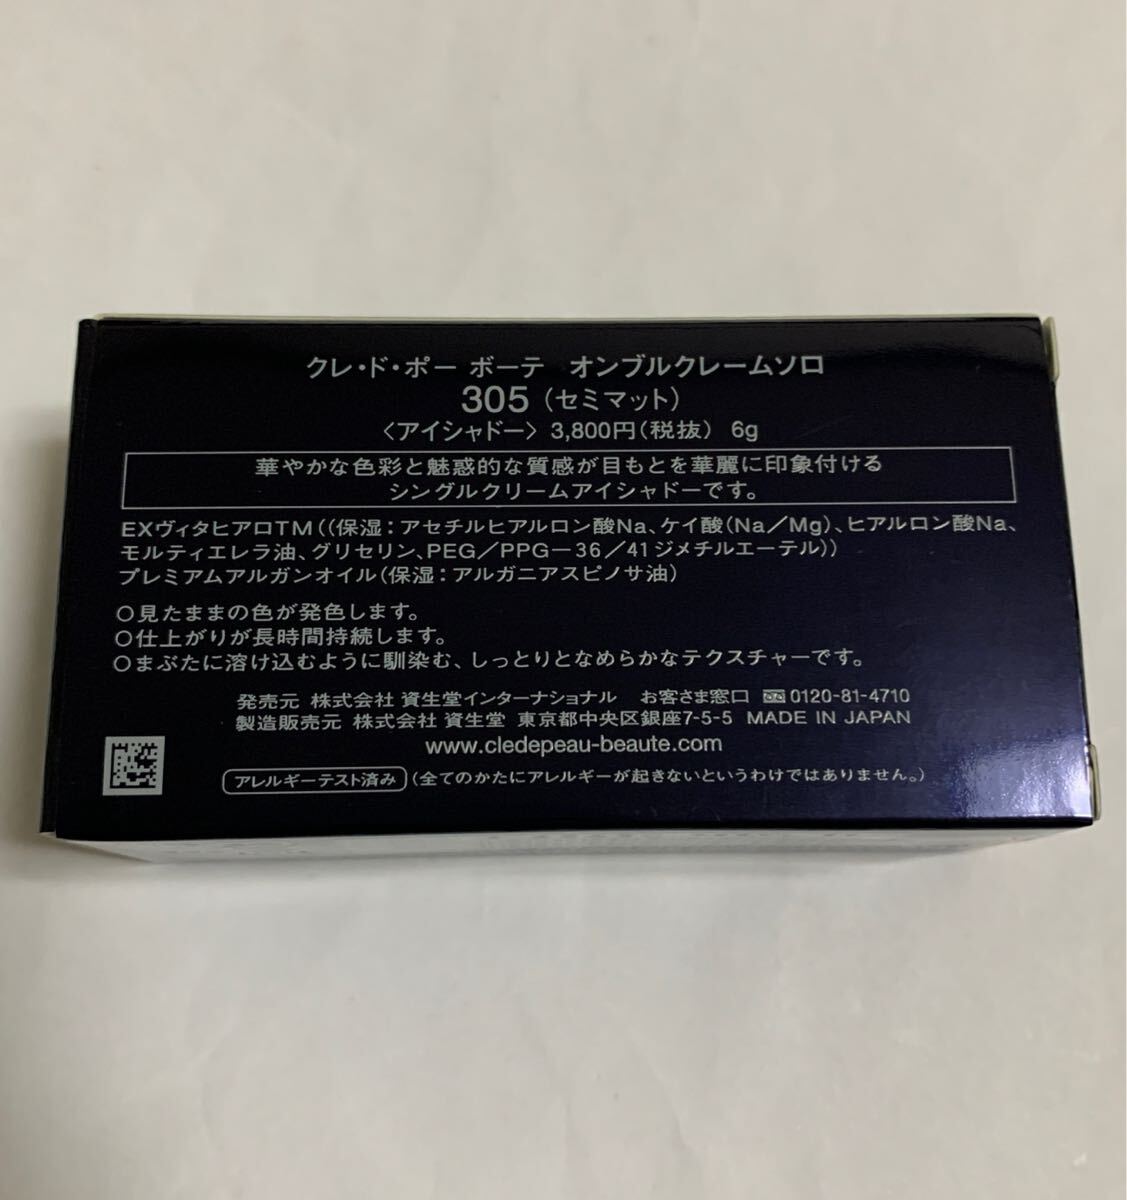 クレ・ド・ポー ボーテ　オンブルクレームソロ
305（セミマット）
〈アイシャドー〉3,800円（税抜） 6g
華やかな色彩と魅惑的な質感が目もとを華麗に印象付ける
シングルクリームアイシャドーです。
EXヴィタヒアロTM（（保湿：アセチルヒアルロン酸Na、ケイ酸（Na／Mg）、ヒアルロン酸Na、
モルティエレラ油、グリセリン、PEG／PPG－36／41ジメチルエーテル））
プレミアムアルガンオイル（保湿：アルガニアスピノサ油）
○見たままの色が発色します。
○仕上がりが長時間持続します。
○まぶたに溶け込むように馴染む、しっとりとなめらかなテクスチャーです。
発売元 株式会社 資生堂インターナショナル　お客さま窓口 0120-81-4710
製造販売元 株式会社 資生堂 東京都中央区銀座7-5-5 MADE IN JAPAN
www.cledepeau-beaute.com
アレルギーテスト済み（全てのかたにアレルギーが起きないというわけではありません。）